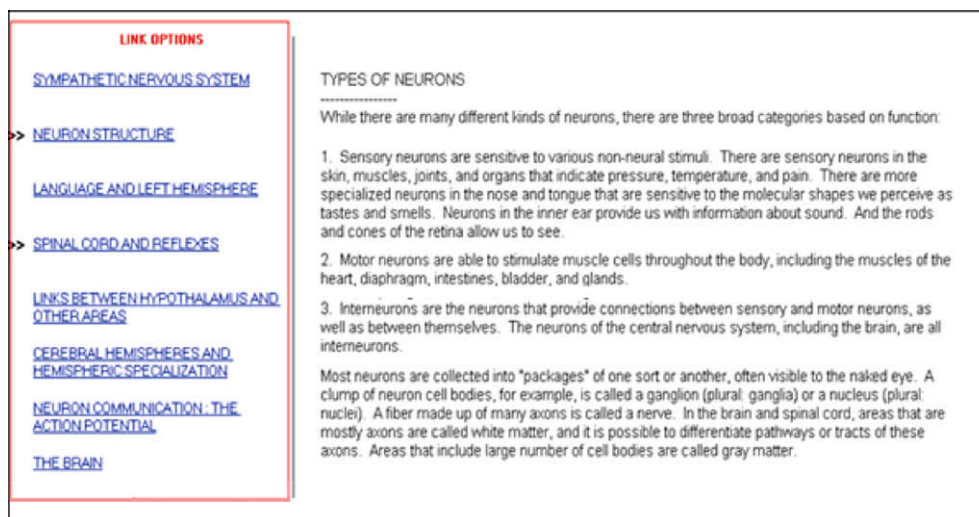 LINK OPTIONS
SYMPATHETIC NERVOUS SYSTEM
>> NEURON STRUCTURE
LANGUAGE AND LEFT HEMISPHERE
>> SPINAL CORD AND REFLEXES
LINKS BETWEEN HYPOTHALAMUS AND
OTHER AREAS
CEREBRAL HEMISPHERES AND
HEMISPHERIC SPECIALIZATION
NEURON COMMUNICATION : THE
ACTION POTENTIAL
THE BRAIN
TYPES OF NEURONS
----------------
While there are many different kinds of neurons, there are three broad categories based on function:
1. Sensory neurons are sensitive to various non-neural stimuli. There are sensory neurons in the
skin, muscles, joints, and organs that indicate pressure, temperature, and pain. There are more
specialized neurons in the nose and tongue that are sensitive to the molecular shapes we perceive as
tastes and smells. Neurons in the inner ear provide us with information about sound. And the rods
and cones of the retina allow us to see.
2. Motor neurons are able to stimulate muscle cells throughout the body, including the muscles of the
heart, diaphragm, intestines, bladder, and glands.
3. Interneurons are the neurons that provide connections between sensory and motor neurons, as
well as between themselves. The neurons of the central nervous system, including the brain, are all
interneurons.
Most neurons are collected into "packages" of one sort or another, often visible to the naked eye. A
clump of neuron cell bodies, for example, is called a ganglion (plural: ganglia) or a nucleus (plural:
nuclei). A fiber made up of many axons is called a nerve. In the brain and spinal cord, areas that are
mostly axons are called white matter, and it is possible to differentiate pathways or tracts of these
axons. Areas that include large number of cell bodies are called gray matter.